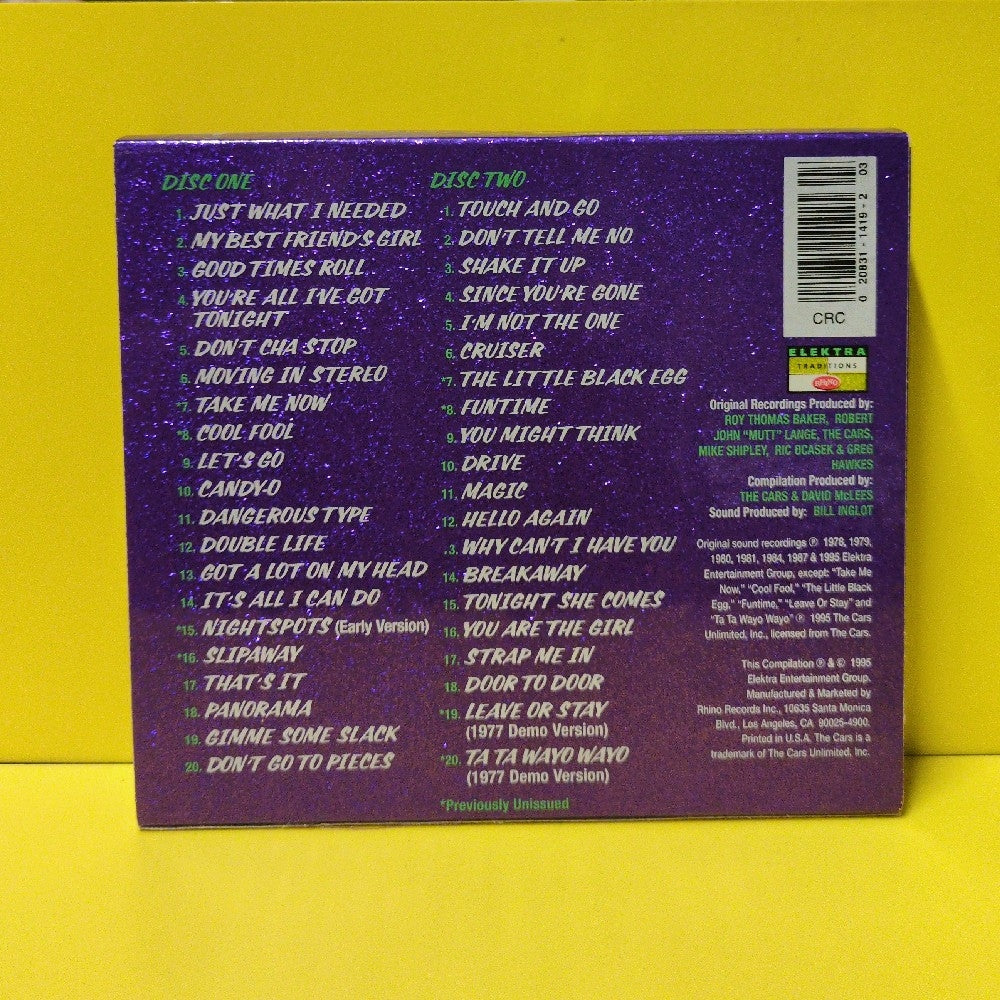 DISC ONE
1. JUST WHAT I NEEDED
2. MY BEST FRIEND'S GIRL
3. GOOD TIMES ROLL
4. YOU'RE ALL I'VE GOT
TONIGHT
5. DON'T CHA STOP
6. MOVING IN STEREO
*7. TAKE ME NOW
*8. COOL FOOL
9. LET'S GO
10. CANDY-O
11. DANGEROUS TYPE
12. DOUBLE LIFE
13. GOT A LOT ON MY HEAD
14. IT'S ALL I CAN DO
*15. NIGHTSPOTS (Early Version)
*16. SLIPAWAY
17. THAT'S IT
18. PANORAMA
19. GIMME SOME SLACK
20. DON'T GO TO PIECES
DISC TWO
1. TOUCH AND GO
2. DON'T TELL ME NO
3. SHAKE IT UP
4. SINCE YOU'RE GONE
5. I'M NOT THE ONE
6. CRUISER
*7. THE LITTLE BLACK EGG
*8. FUNTIME
9. YOU MIGHT THINK
10. DRIVE
11. MAGIC
12. HELLO AGAIN
.3. WHY CAN'T I HAVE YOU
14. BREAKAWAY
15. TONIGHT SHE COMES
16. YOU ARE THE GIRL
17. STRAP ME IN
18. DOOR TO DOOR
*19. LEAVE OR STAY
(1977 Demo Version)
*20. TA TA WAYO WAYO
(1977 Demo Version)
*Previously Unissued
0 20831-1419-2 03
CRC
ELEKTRA
TRADITIONS
RHINO
Original Recordings Produced by:
ROY THOMAS BAKER, ROBERT
JOHN "MUTT" LANGE, THE CARS,
MIKE SHIPLEY, RIC OCASEK & GREG
HAWKES
Compilation Produced by:
THE CARS & DAVID McLEES
Sound Produced by: BILL INGLOT
Original sound recordings ℗ 1978, 1979,
1980, 1981, 1984, 1987 & 1995 Elektra
Entertainment Group, except: "Take Me
Now," "Cool Fool," "The Little Black
Egg," "Funtime," "Leave Or Stay" and
"Ta Ta Wayo Wayo" ℗ 1995 The Cars
Unlimited, Inc., licensed from The Cars.
This Compilation ℗ & © 1995
Elektra Entertainment Group.
Manufactured & Marketed by
Rhino Records Inc., 10635 Santa Monica
Blvd., Los Angeles, CA 90025-4900.
Printed in U.S.A. The Cars is a
trademark of The Cars Unlimited, Inc.